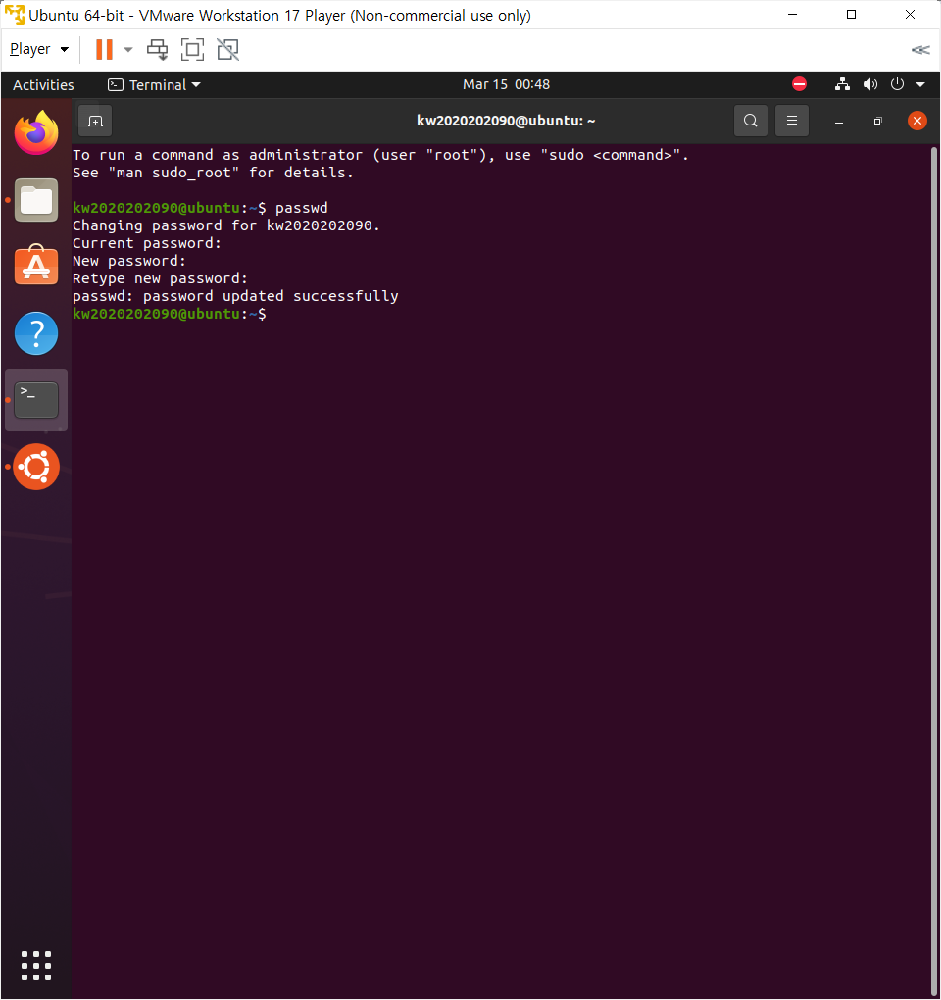 Ubuntu 64-bit - VMware Workstation 17 Player (Non-commercial use only)
Player
Activities
Terminal
Mar 15 00:48
kw2020202090@ubuntu: ~
To run a command as administrator (user "root"), use "sudo <command>".
See "man sudo_root" for details.
kw2020202090@ubuntu:~$ passwd
Changing password for kw2020202090.
Current password:
New password:
Retype new password:
passwd: password updated successfully
kw2020202090@ubuntu:~$